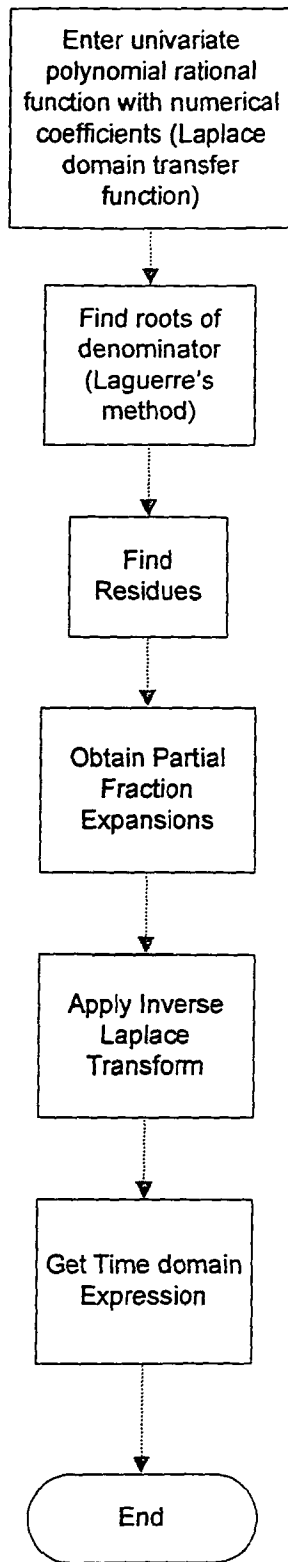 Enter univariate
polynomial rational
function with numerical
coefficients (Laplace
domain transfer
function)
Find roots of
denominator
(Laguerre's
method)
Find
Residues
Obtain Partial
Fraction
Expansions
Apply Inverse
Laplace
Transform
Get Time domain
Expression
End